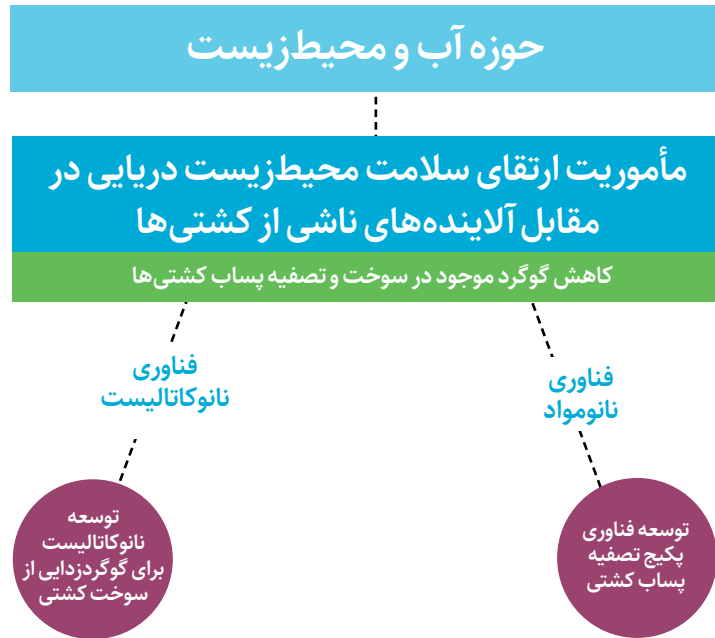 حوزه آب و محیط‌زیست
مأموریت ارتقای سلامت محیط‌زیست دریایی در
مقابل آلاینده‌های ناشی از کشتی‌ها
کاهش گوگرد موجود در سوخت و تصفیه پساب کشتی‌ها
فناوری
نانومواد
فناوری
نانوکاتالیست
توسعه فناوری
پکیج تصفیه
پساب کشتی
توسعه
نانوکاتالیست
برای گوگردزدایی از
سوخت کشتی